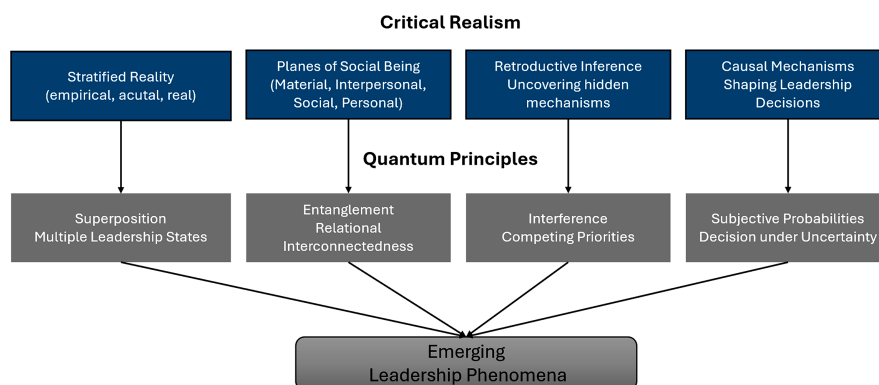 Critical Realism
Stratified Reality
(empirical, acutal, real)
Planes of Social Being
(Material, Interpersonal,
Social, Personal)
Retroductive Inference
Uncovering hidden
mechanisms
Causal Mechanisms
Shaping Leadership
Decisions
Quantum Principles
Superposition
Multiple Leadership States
Entanglement
Relational
Interconnectedness
Interference
Competing Priorities
Subjective Probabilities
Decision under Uncertainty
Emerging
Leadership Phenomena